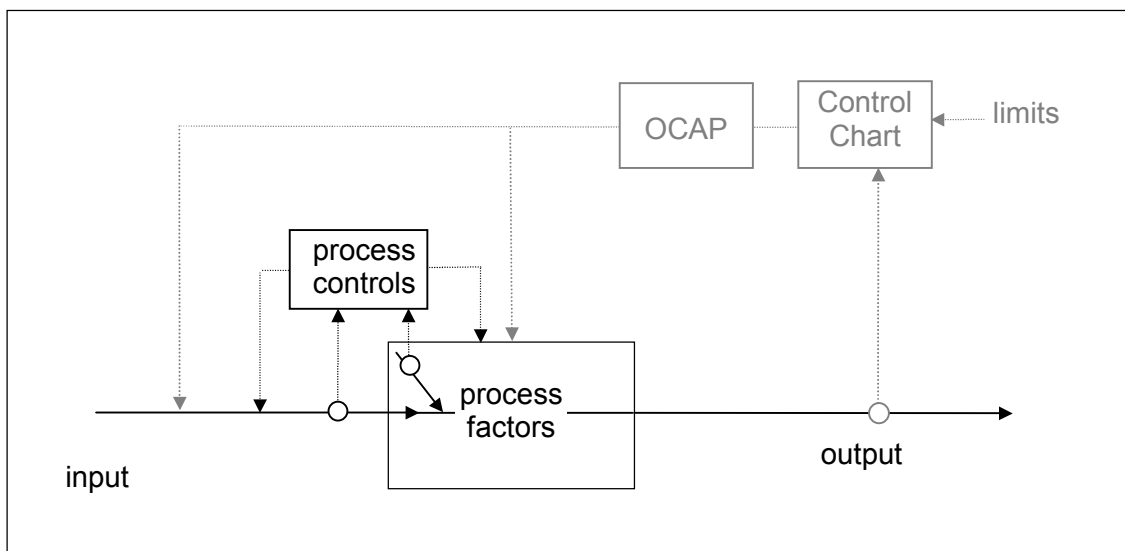 OCAP
Control
Chart
limits
process
controls
process
factors
input
output